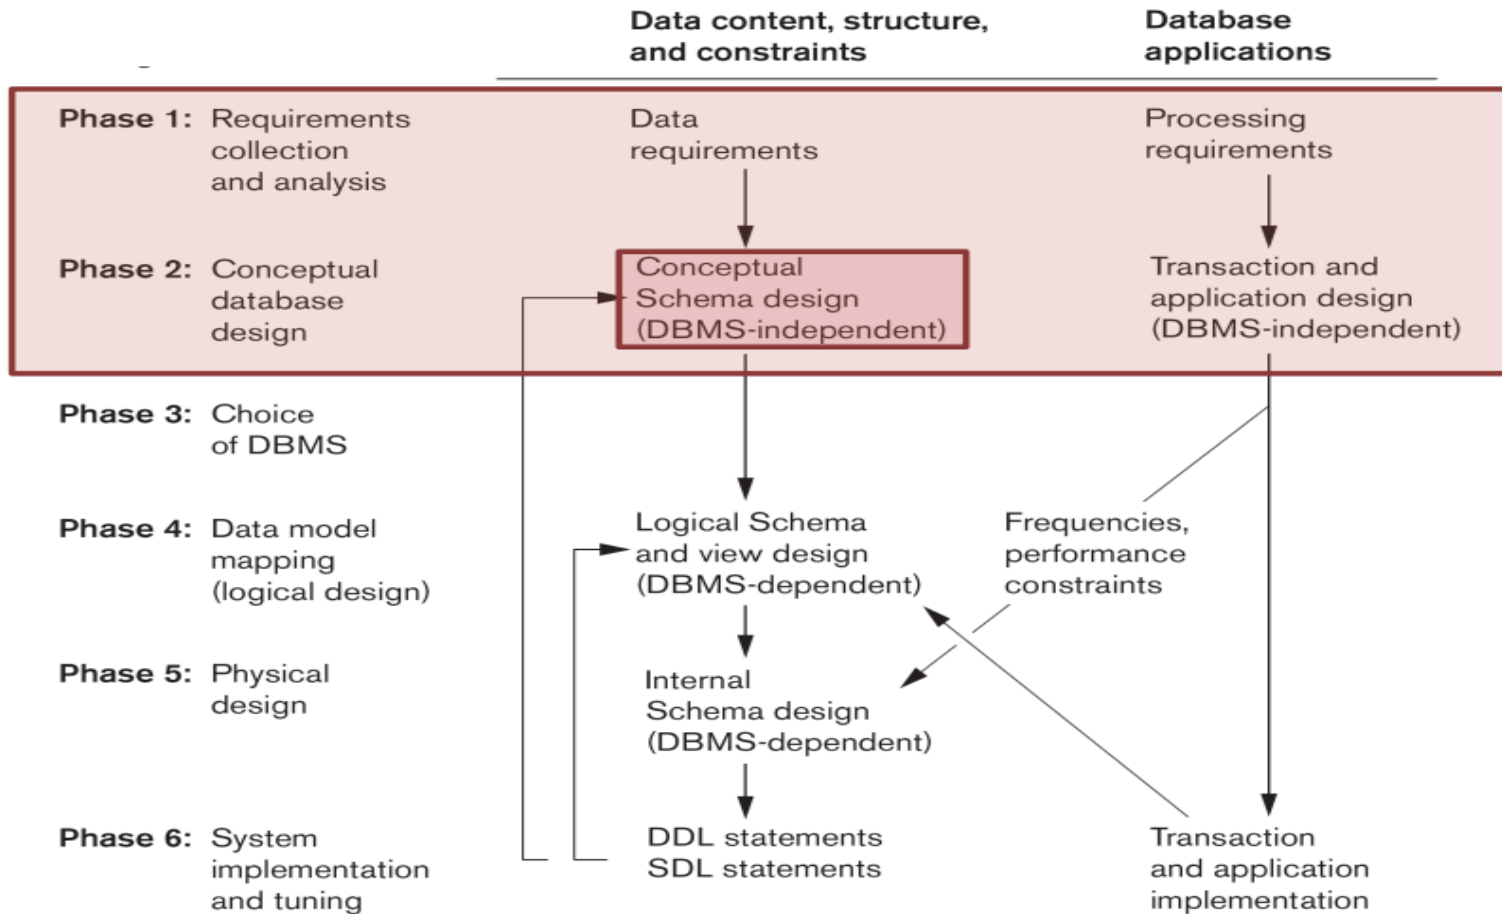 Data content, structure,
and constraints
Database
applications
Phase 1: Requirements
collection
and analysis
Data
requirements
Processing
requirements
Phase 2: Conceptual
database
design
Conceptual
Schema design
(DBMS-independent)
Transaction and
application design
(DBMS-independent)
Phase 3: Choice
of DBMS
Phase 4: Data model
mapping
(logical design)
Logical Schema
and view design
(DBMS-dependent)
Frequencies,
performance
constraints
Phase 5: Physical
design
Internal
Schema design
(DBMS-dependent)
Phase 6: System
implementation
and tuning
DDL statements
SDL statements
Transaction
and application
implementation